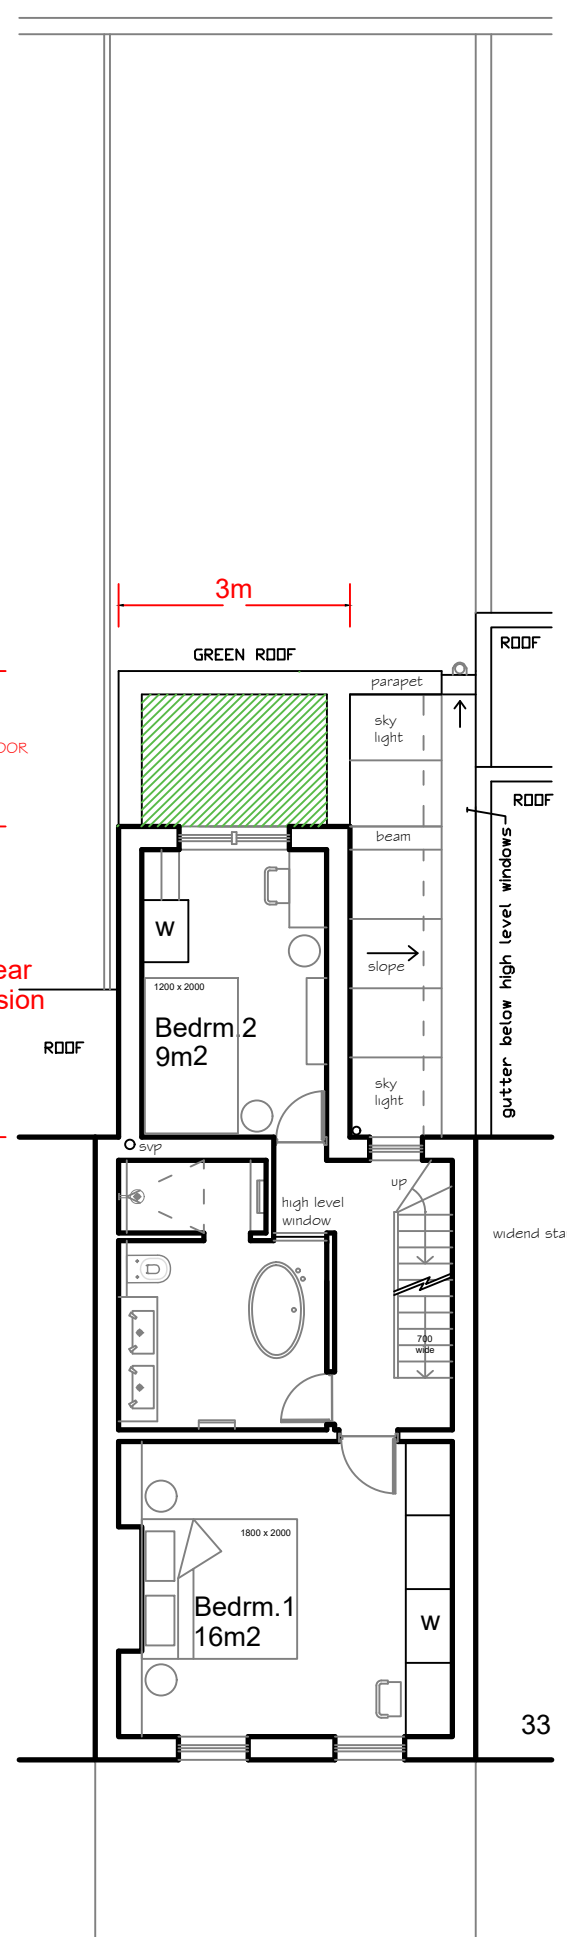 3m
GREEN ROOF
ROOF
parapet
sky
light
OOR
ROOF
beam
gutter below high level windows
W
slope
ear
sion
1200 x 2000
Bedrm.2
9m2
ROOF
sky
light
svp
up
high level
window
widend sta
700
wide
1800 x 2000
Bedrm.1
16m2
W
33